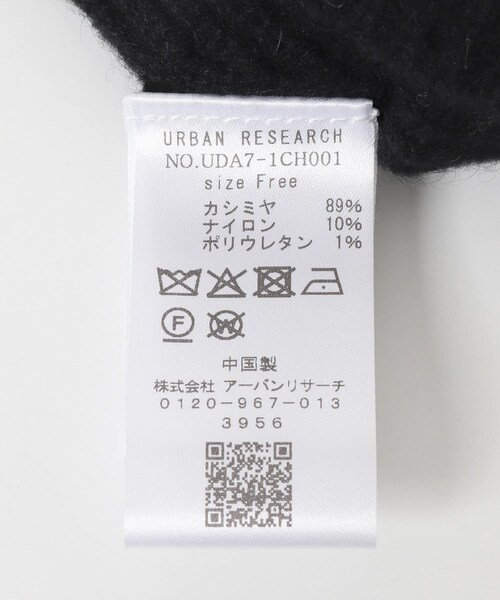 URBAN RESEARCH
NO.UDA7-1CH001
size Free
カシミヤ 89%
ナイロン 10%
ポリウレタン 1%
F W
中国製
株式会社 アーバンリサーチ
0120-967-013
3956